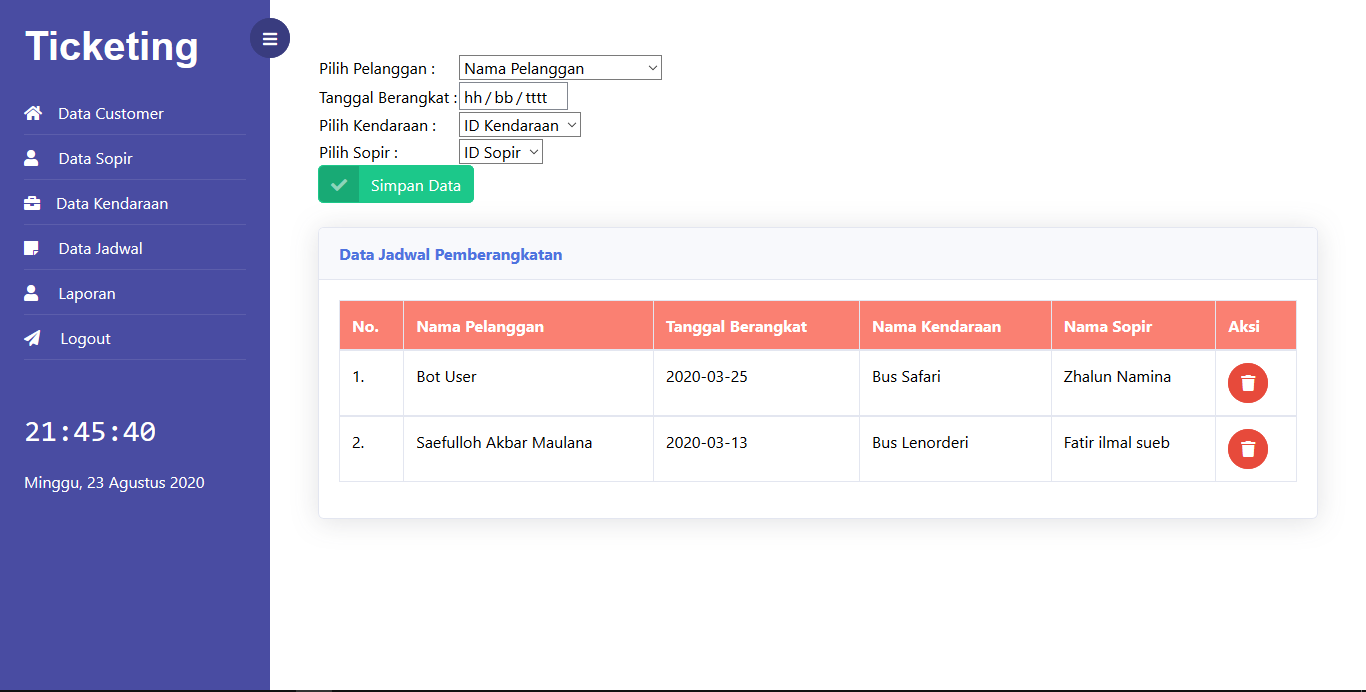 Ticketing
Data Customer
Data Sopir
Data Kendaraan
Data Jadwal
Laporan
Logout
21:45:40
Minggu, 23 Agustus 2020
Pilih Pelanggan : Nama Pelanggan
Tanggal Berangkat : hh / bb / tttt
Pilih Kendaraan : ID Kendaraan
Pilih Sopir : ID Sopir
Simpan Data
Data Jadwal Pemberangkatan
No. Nama Pelanggan Tanggal Berangkat Nama Kendaraan Nama Sopir Aksi
1. Bot User 2020-03-25 Bus Safari Zhalun Namina
2. Saefulloh Akbar Maulana 2020-03-13 Bus Lenorderi Fatir ilmal sueb